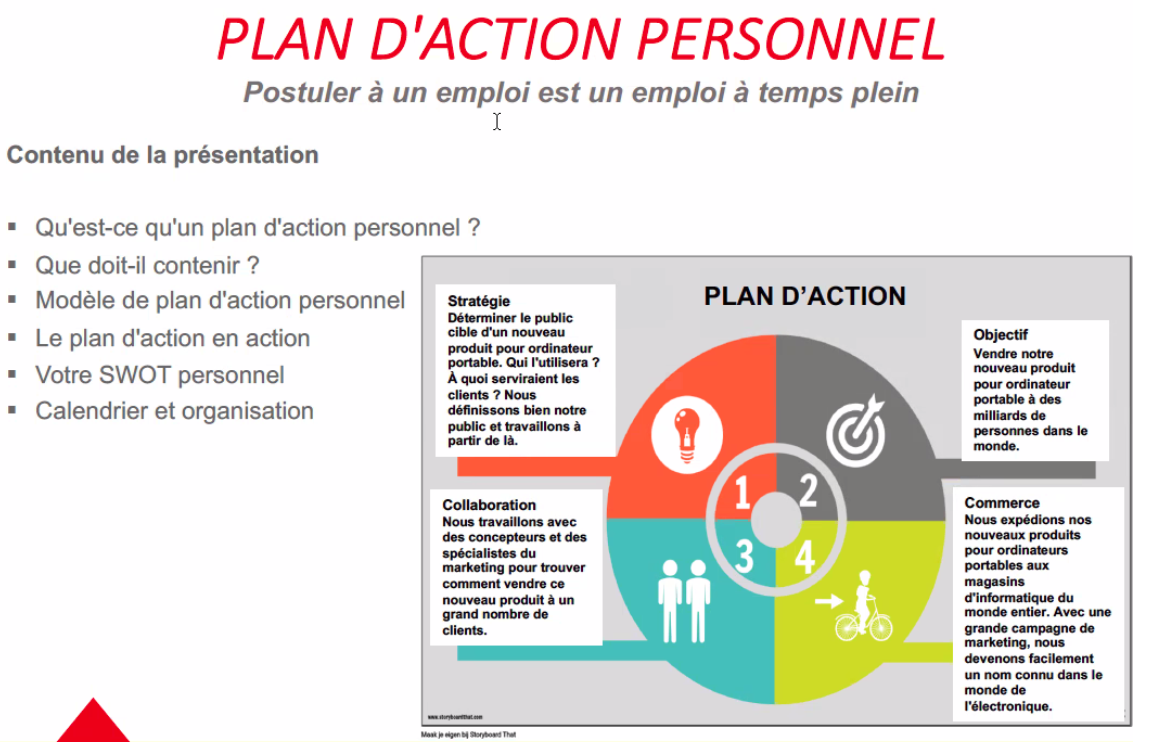 PLAN D'ACTION PERSONNEL
Postuler à un emploi est un emploi à temps plein
Contenu de la présentation
▪ Qu'est-ce qu'un plan d'action personnel ?
▪ Que doit-il contenir ?
▪ Modèle de plan d'action personnel
▪ Le plan d'action en action
▪ Votre SWOT personnel
▪ Calendrier et organisation
PLAN D’ACTION
Stratégie
Déterminer le public
cible d'un nouveau
produit pour ordinateur
portable. Qui l'utilisera ?
À quoi serviraient les
clients ? Nous
définissons bien notre
public et travaillons à
partir de là.
Objectif
Vendre notre
nouveau produit
pour ordinateur
portable à des
milliards de
personnes dans le
monde.
1
2
3
4
Collaboration
Nous travaillons avec
des concepteurs et des
spécialistes du
marketing pour trouver
comment vendre ce
nouveau produit à un
grand nombre de
clients.
Commerce
Nous expédions nos
nouveaux produits
pour ordinateurs
portables aux
magasins
d'informatique du
monde entier. Avec une
grande campagne de
marketing, nous
devenons facilement
un nom connu dans le
monde de
l'électronique.
www.storyboardthat.com
Maak je eigen bij Storyboard That